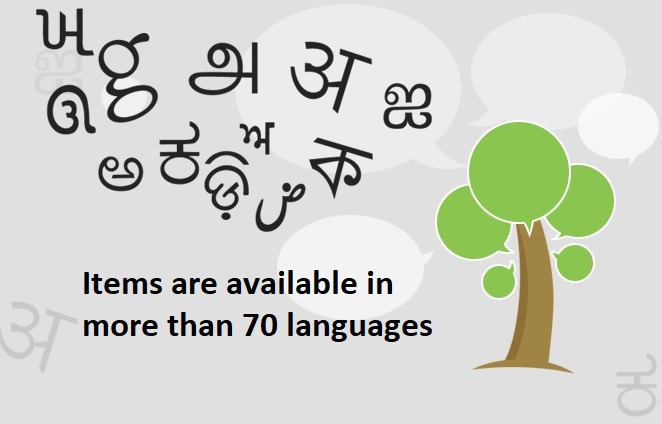 ਖ g அ अ ஐ
ର ಅ ಕ ਅ ଡ଼ି ڻ ক
Items are available in
more than 70 languages
अ
ಕ